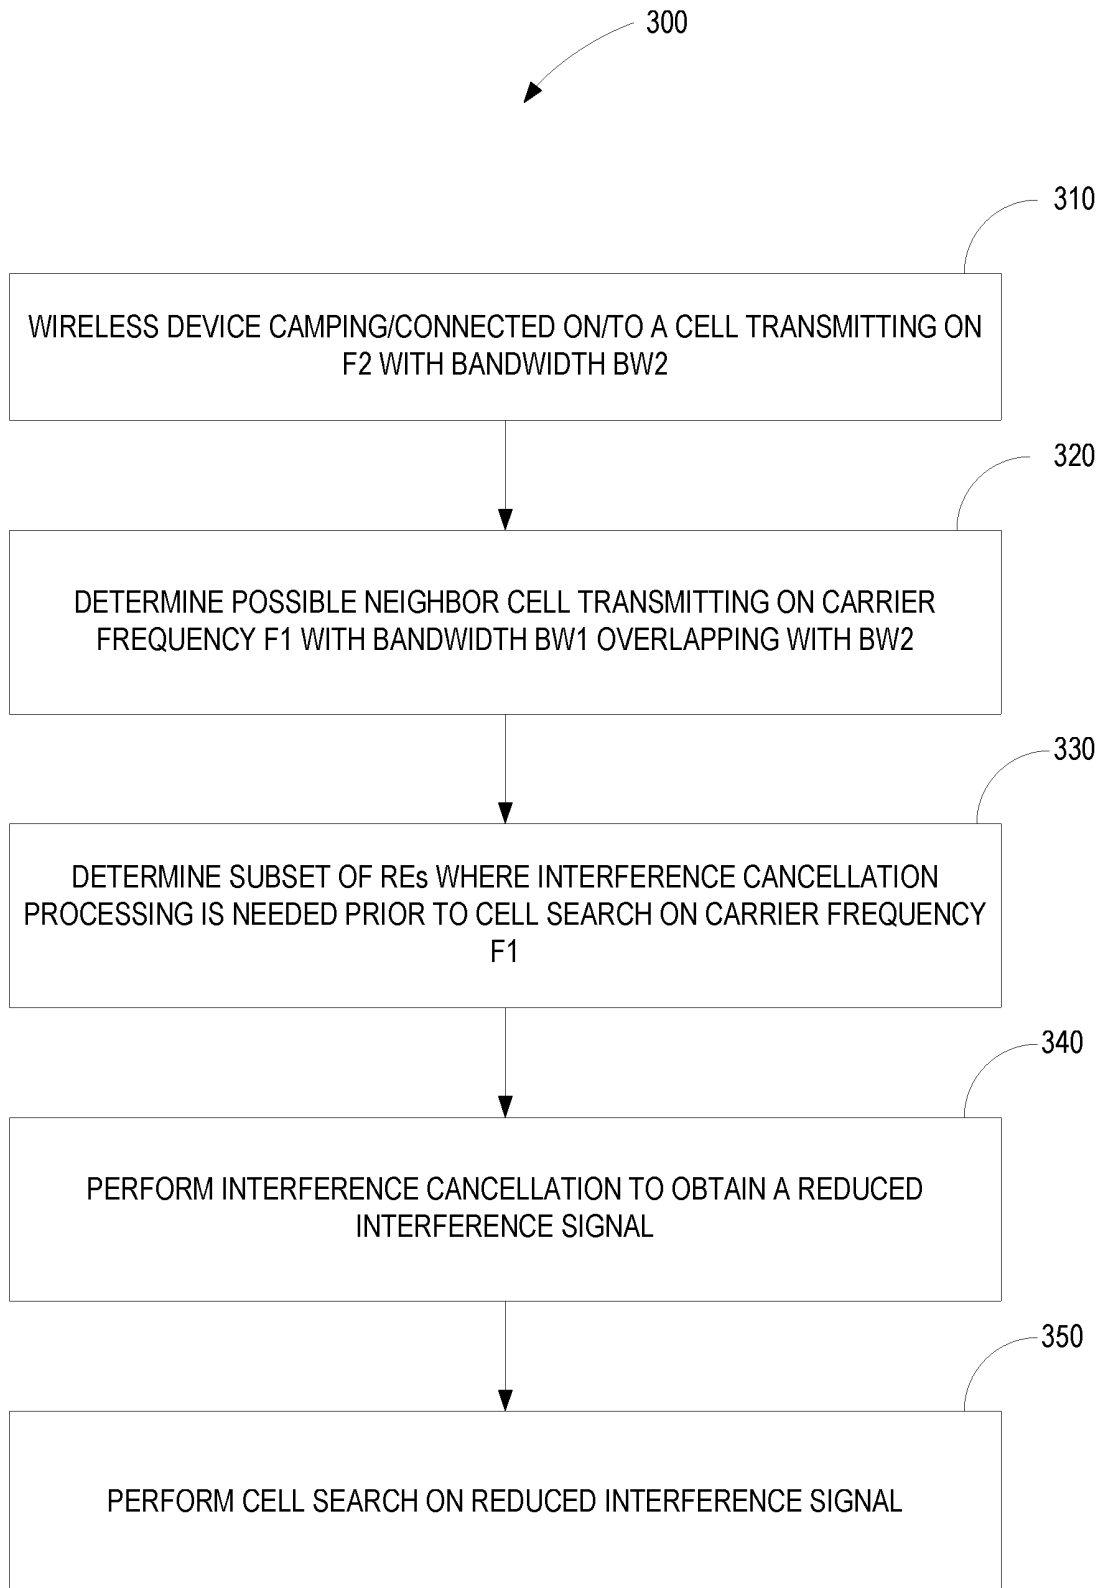 300
310
WIRELESS DEVICE CAMPING/CONNECTED ON/TO A CELL TRANSMITTING ON
F2 WITH BANDWIDTH BW2
320
DETERMINE POSSIBLE NEIGHBOR CELL TRANSMITTING ON CARRIER
FREQUENCY F1 WITH BANDWIDTH BW1 OVERLAPPING WITH BW2
330
DETERMINE SUBSET OF REs WHERE INTERFERENCE CANCELLATION
PROCESSING IS NEEDED PRIOR TO CELL SEARCH ON CARRIER FREQUENCY
F1
340
PERFORM INTERFERENCE CANCELLATION TO OBTAIN A REDUCED
INTERFERENCE SIGNAL
350
PERFORM CELL SEARCH ON REDUCED INTERFERENCE SIGNAL